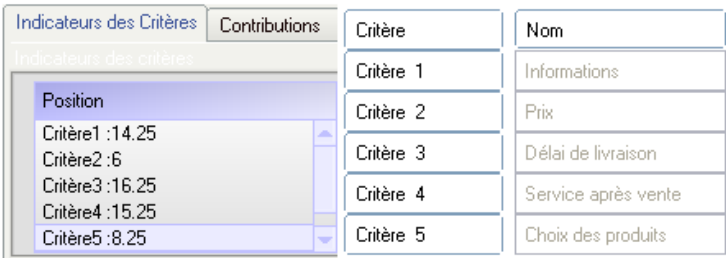 Indicateurs des Critères
Contributions
Indicateurs des critères
Position
Critère1 :14.25
Critère2 :6
Critère3 :16.25
Critère4 :15.25
Critère5 :8.25
Critère
Nom
Critère 1
Informations
Critère 2
Prix
Critère 3
Délai de livraison
Critère 4
Service après vente
Critère 5
Choix des produits